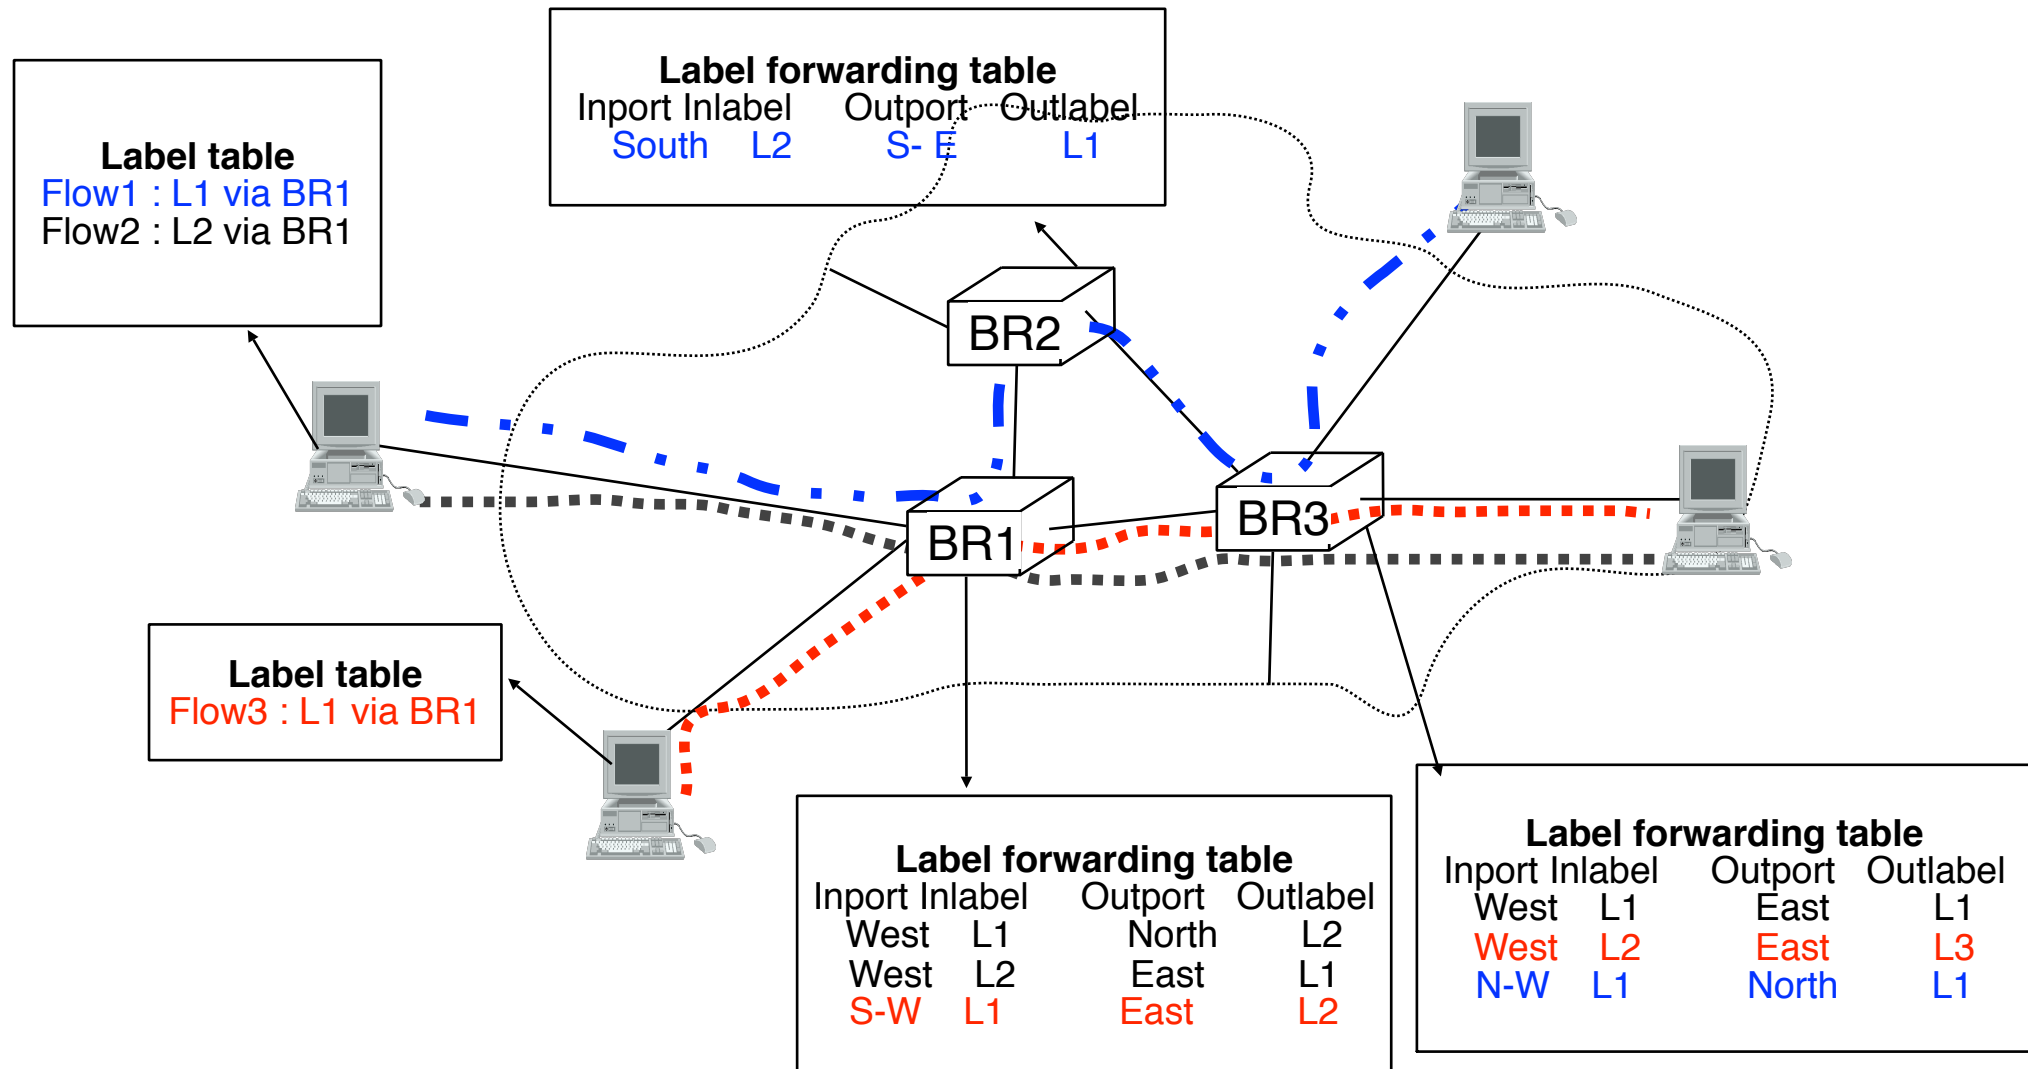 Label forwarding table
Inport Inlabel Outport Outlabel
South L2 S- E L1
Label table
Flow1 : L1 via BR1
Flow2 : L2 via BR1
BR2
BR1
BR3
Label table
Flow3 : L1 via BR1
Label forwarding table
Inport Inlabel Outport Outlabel
West L1 North L2
West L2 East L1
S-W L1 East L2
Label forwarding table
Inport Inlabel Outport Outlabel
West L1 East L1
West L2 East L3
N-W L1 North L1